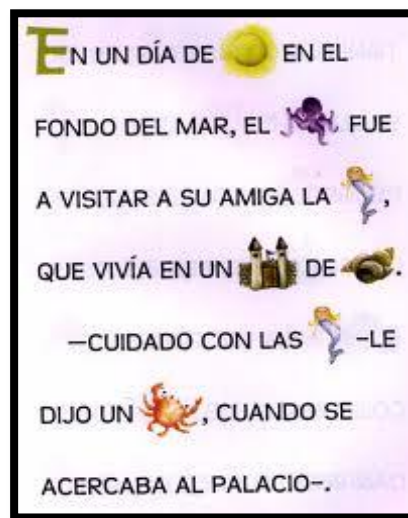 EN UN DÍA DE EN EL
FONDO DEL MAR, EL FUE
A VISITAR A SU AMIGA LA ,
QUE VIVÍA EN UN DE .
—CUIDADO CON LAS —LE
DIJO UN , CUANDO SE
ACERCABA AL PALACIO—.